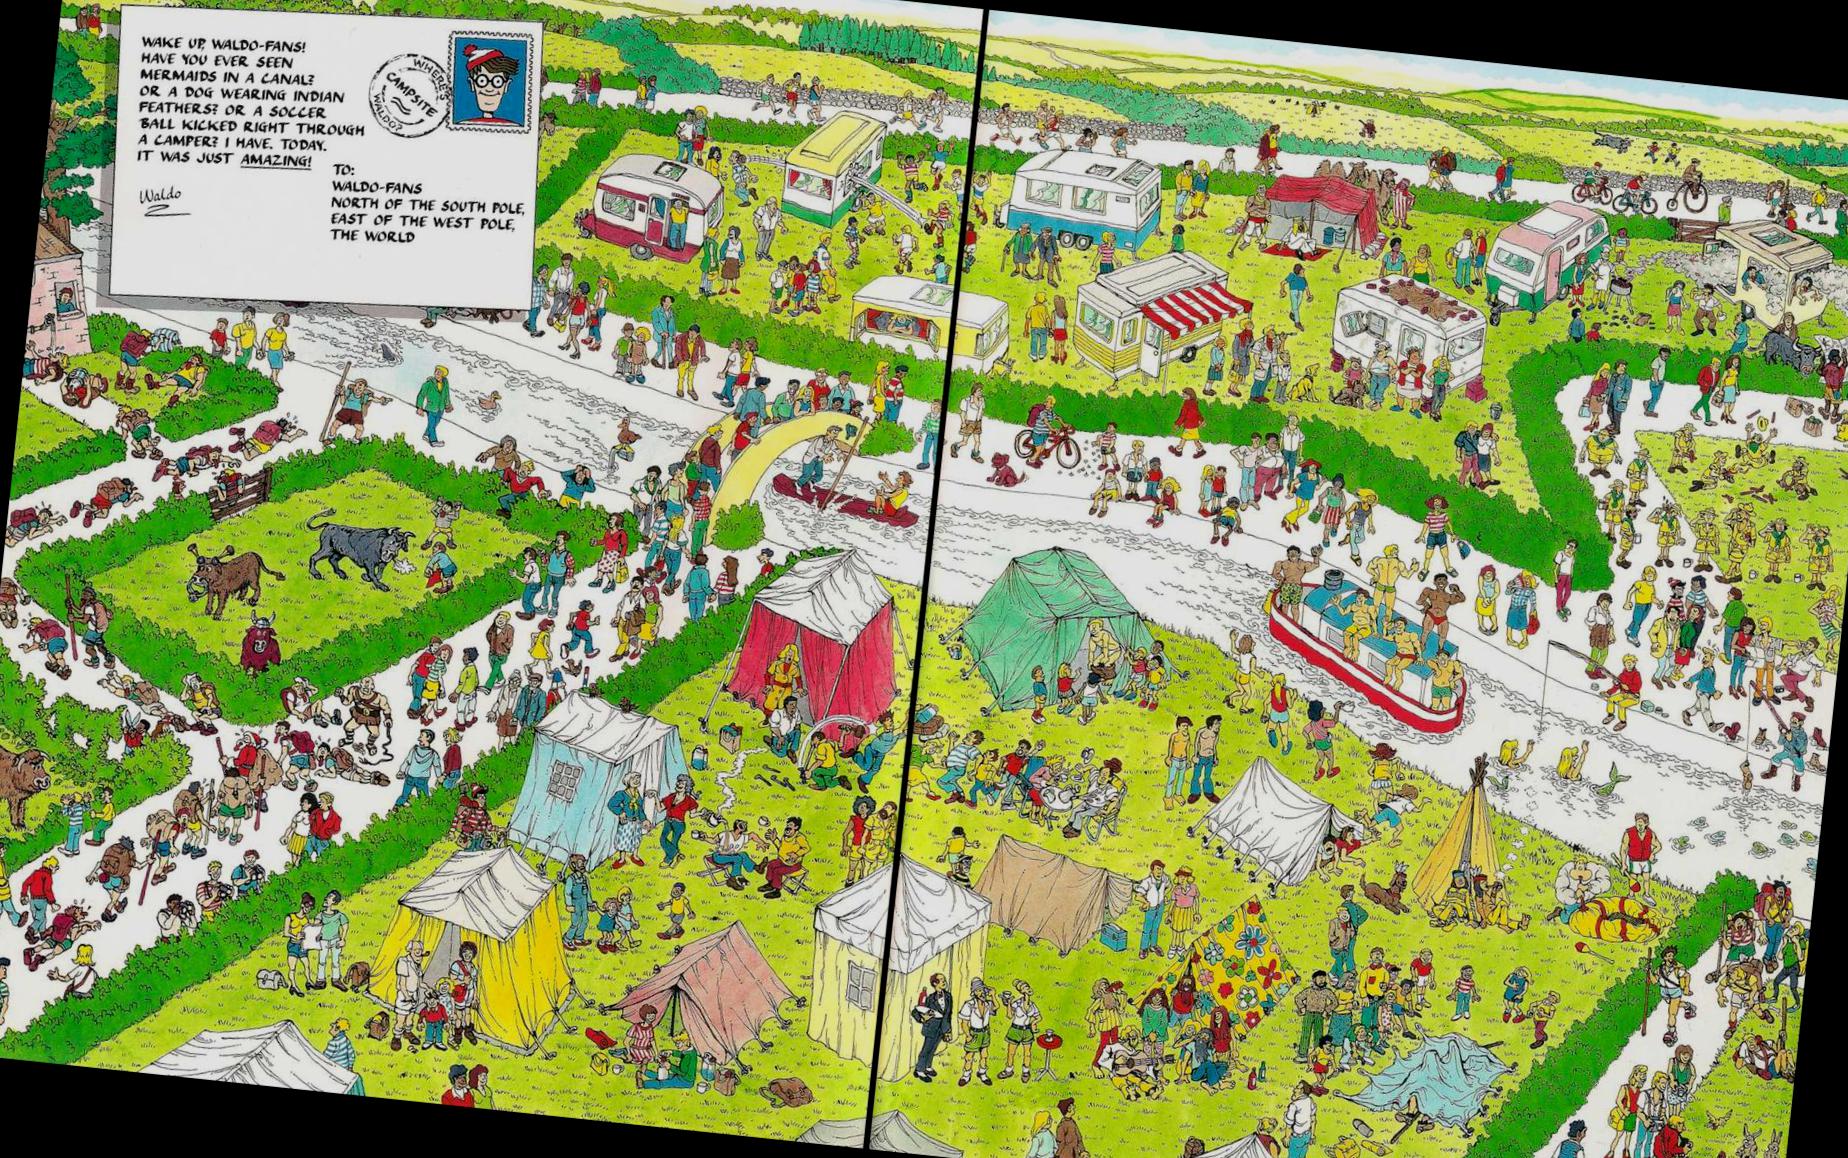 WAKE UP, WALDO-FANS!
HAVE YOU EVER SEEN
MERMAIDS IN A CANAL?
OR A DOG WEARING INDIAN
FEATHERS? OR A SOCCER
BALL KICKED RIGHT THROUGH
A CAMPER? I HAVE. TODAY.
IT WAS JUST AMAZING!
Waldo
WHERE'S
CAMPSITE
WALDO?
TO:
WALDO-FANS
NORTH OF THE SOUTH POLE,
EAST OF THE WEST POLE,
THE WORLD